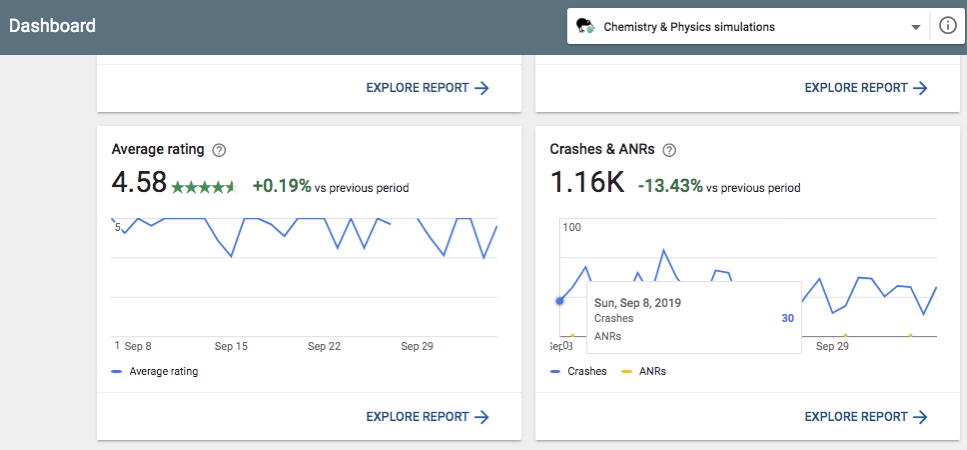 Dashboard
Chemistry & Physics simulations
EXPLORE REPORT
EXPLORE REPORT
Average rating
4.58 +0.19% vs previous period
5
1 Sep 8 Sep 15 Sep 22 Sep 29
Average rating
EXPLORE REPORT
Crashes & ANRs
1.16K -13.43% vs previous period
100
Sun, Sep 8, 2019
Crashes 30
ANRs
Sep 0 Sep 29
Crashes ANRs
EXPLORE REPORT